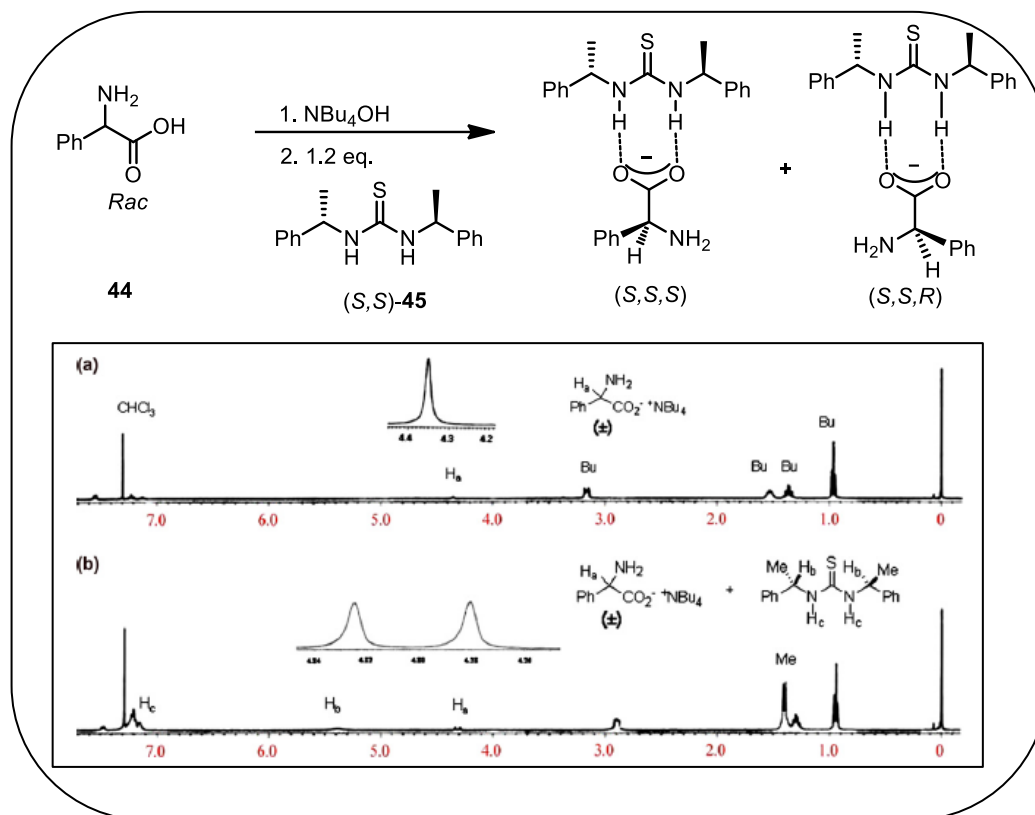 NH2
Ph
OH
O
Rac
44
1. NBu4OH
2. 1.2 eq.
S
Ph N N Ph
H H
(S,S)-45
S
Ph N N Ph
H H
O − O
Ph H NH2
(S,S,S)
+
S
Ph N N Ph
H H
O − O
H2N H Ph
(S,S,R)
(a)
CHCl3
4.4 4.3 4.2
Ha NH2
Ph CO2- +NBu4
(±)
Ha
Bu
Bu Bu
Bu
7.0 6.0 5.0 4.0 3.0 2.0 1.0 0
(b)
Ha NH2
Ph CO2- +NBu4
(±)
+
Me Hb S Hb Me
Ph N N Ph
Hc Hc
Hc
Hb
Ha
Me
7.0 6.0 5.0 4.0 3.0 2.0 1.0 0